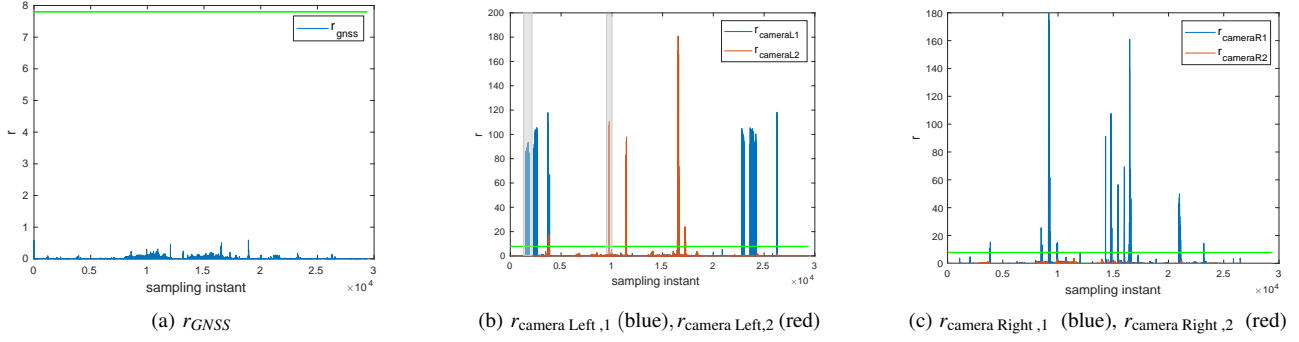 8
7
6
5
4
3
2
1
0
r
r_gnss
0 0.5 1 1.5 2 2.5 3
sampling instant
×10^4
(a) r_GNSS
200
180
160
140
120
100
80
60
40
20
0
r
r_cameraL1
r_cameraL2
0 0.5 1 1.5 2 2.5 3
sampling instant
×10^4
(b) r_camera Left ,1 (blue), r_camera Left,2 (red)
180
160
140
120
100
80
60
40
20
0
r
r_cameraR1
r_cameraR2
0.0 0.5 1.0 1.5 2.0 2.5 3.0
sampling instant
×10^4
(c) r_camera Right ,1 (blue), r_camera Right ,2 (red)